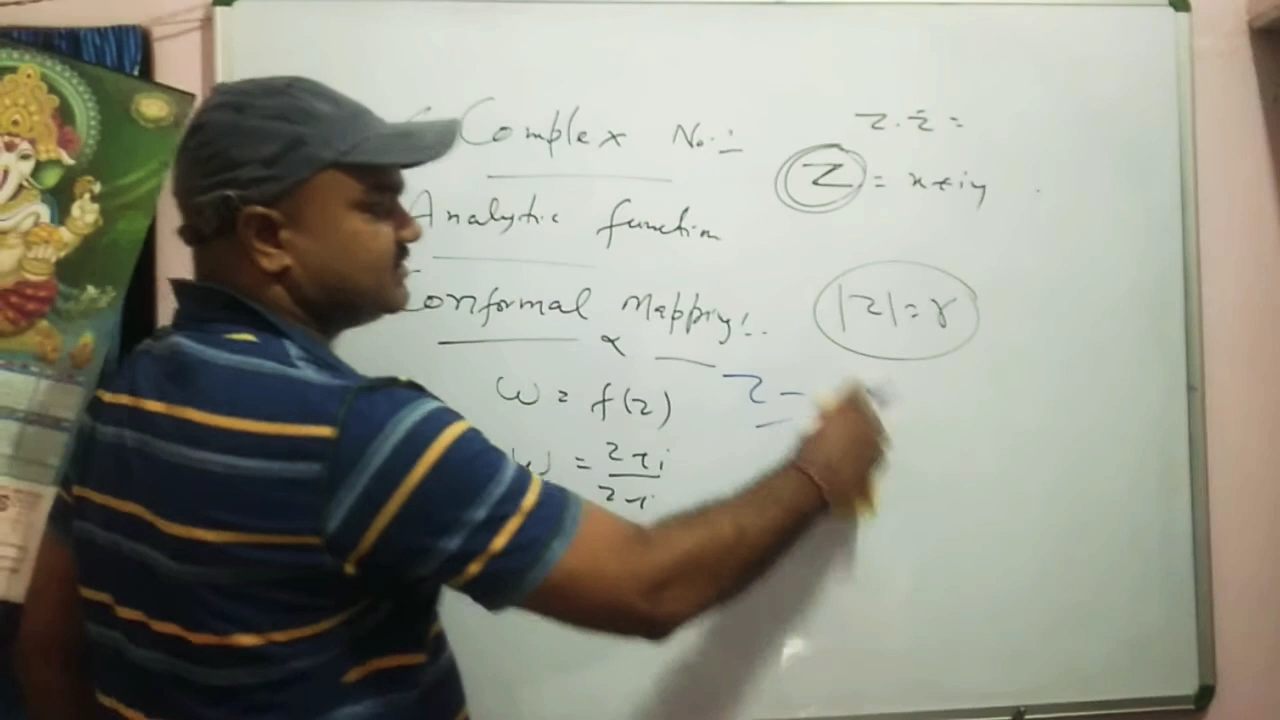 Complex No.:-
Analytic function
Conformal Mapping:.
w = f(z)
w = z+i / z-i
z.z̄ =
z = x+iy
|z|=r
z -